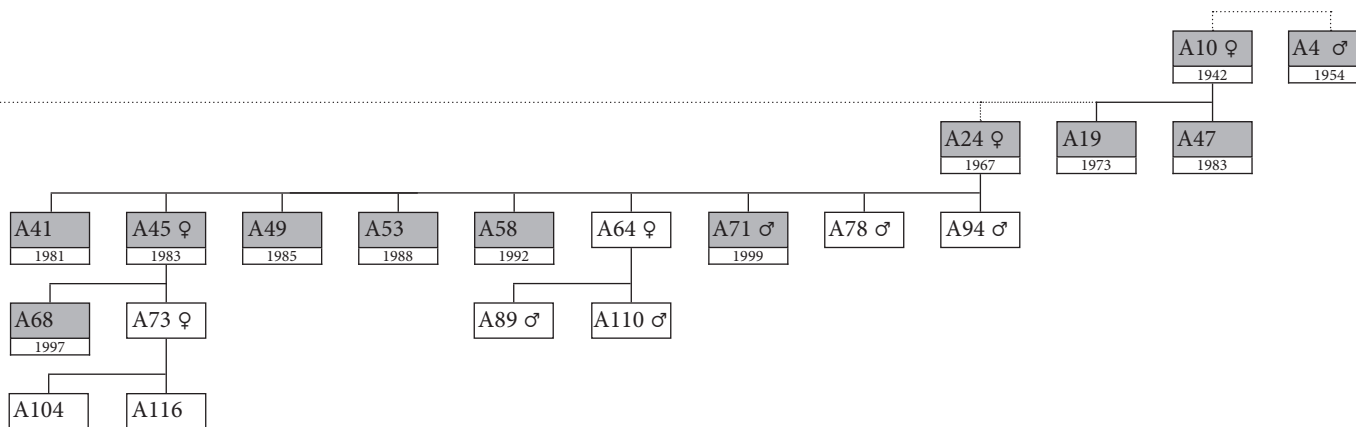 A10 ♀ A4 ♂
1942 1954
A24 ♀ A19 A47
1967 1973 1983
A41 A45 ♀ A49 A53 A58 A64 ♀ A71 ♂ A78 ♂ A94 ♂
1981 1983 1985 1988 1992 1999
A68 A73 ♀ A89 ♂ A110 ♂
1997
A104 A116